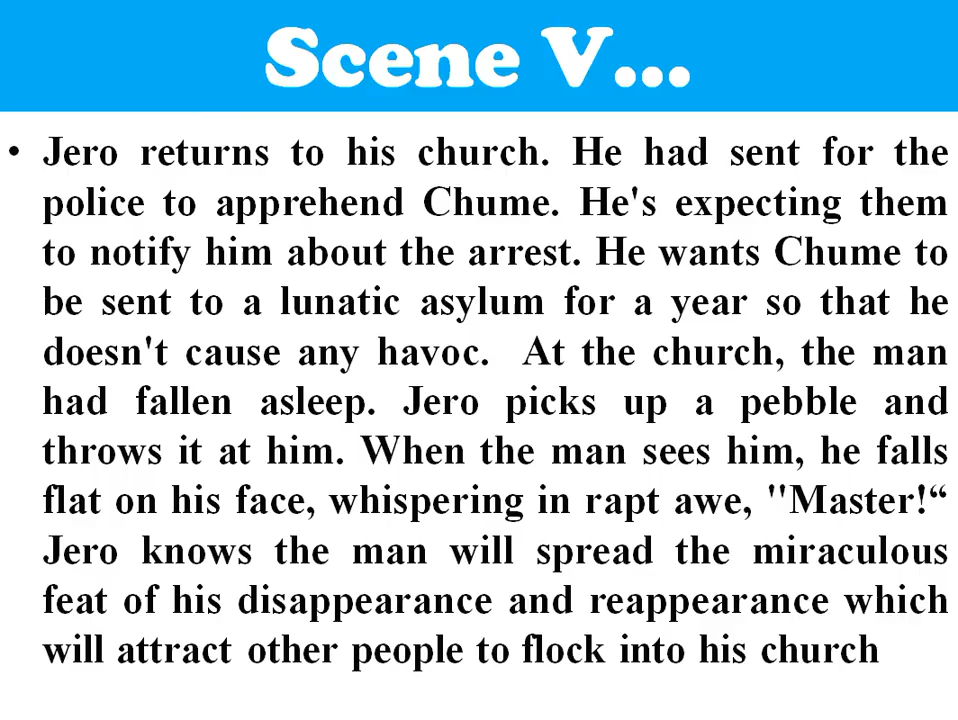 Scene V...
• Jero returns to his church. He had sent for the
police to apprehend Chume. He's expecting them
to notify him about the arrest. He wants Chume to
be sent to a lunatic asylum for a year so that he
doesn't cause any havoc.  At the church, the man
had fallen asleep. Jero picks up a pebble and
throws it at him. When the man sees him, he falls
flat on his face, whispering in rapt awe, "Master!“
Jero knows the man will spread the miraculous
feat of his disappearance and reappearance which
will attract other people to flock into his church